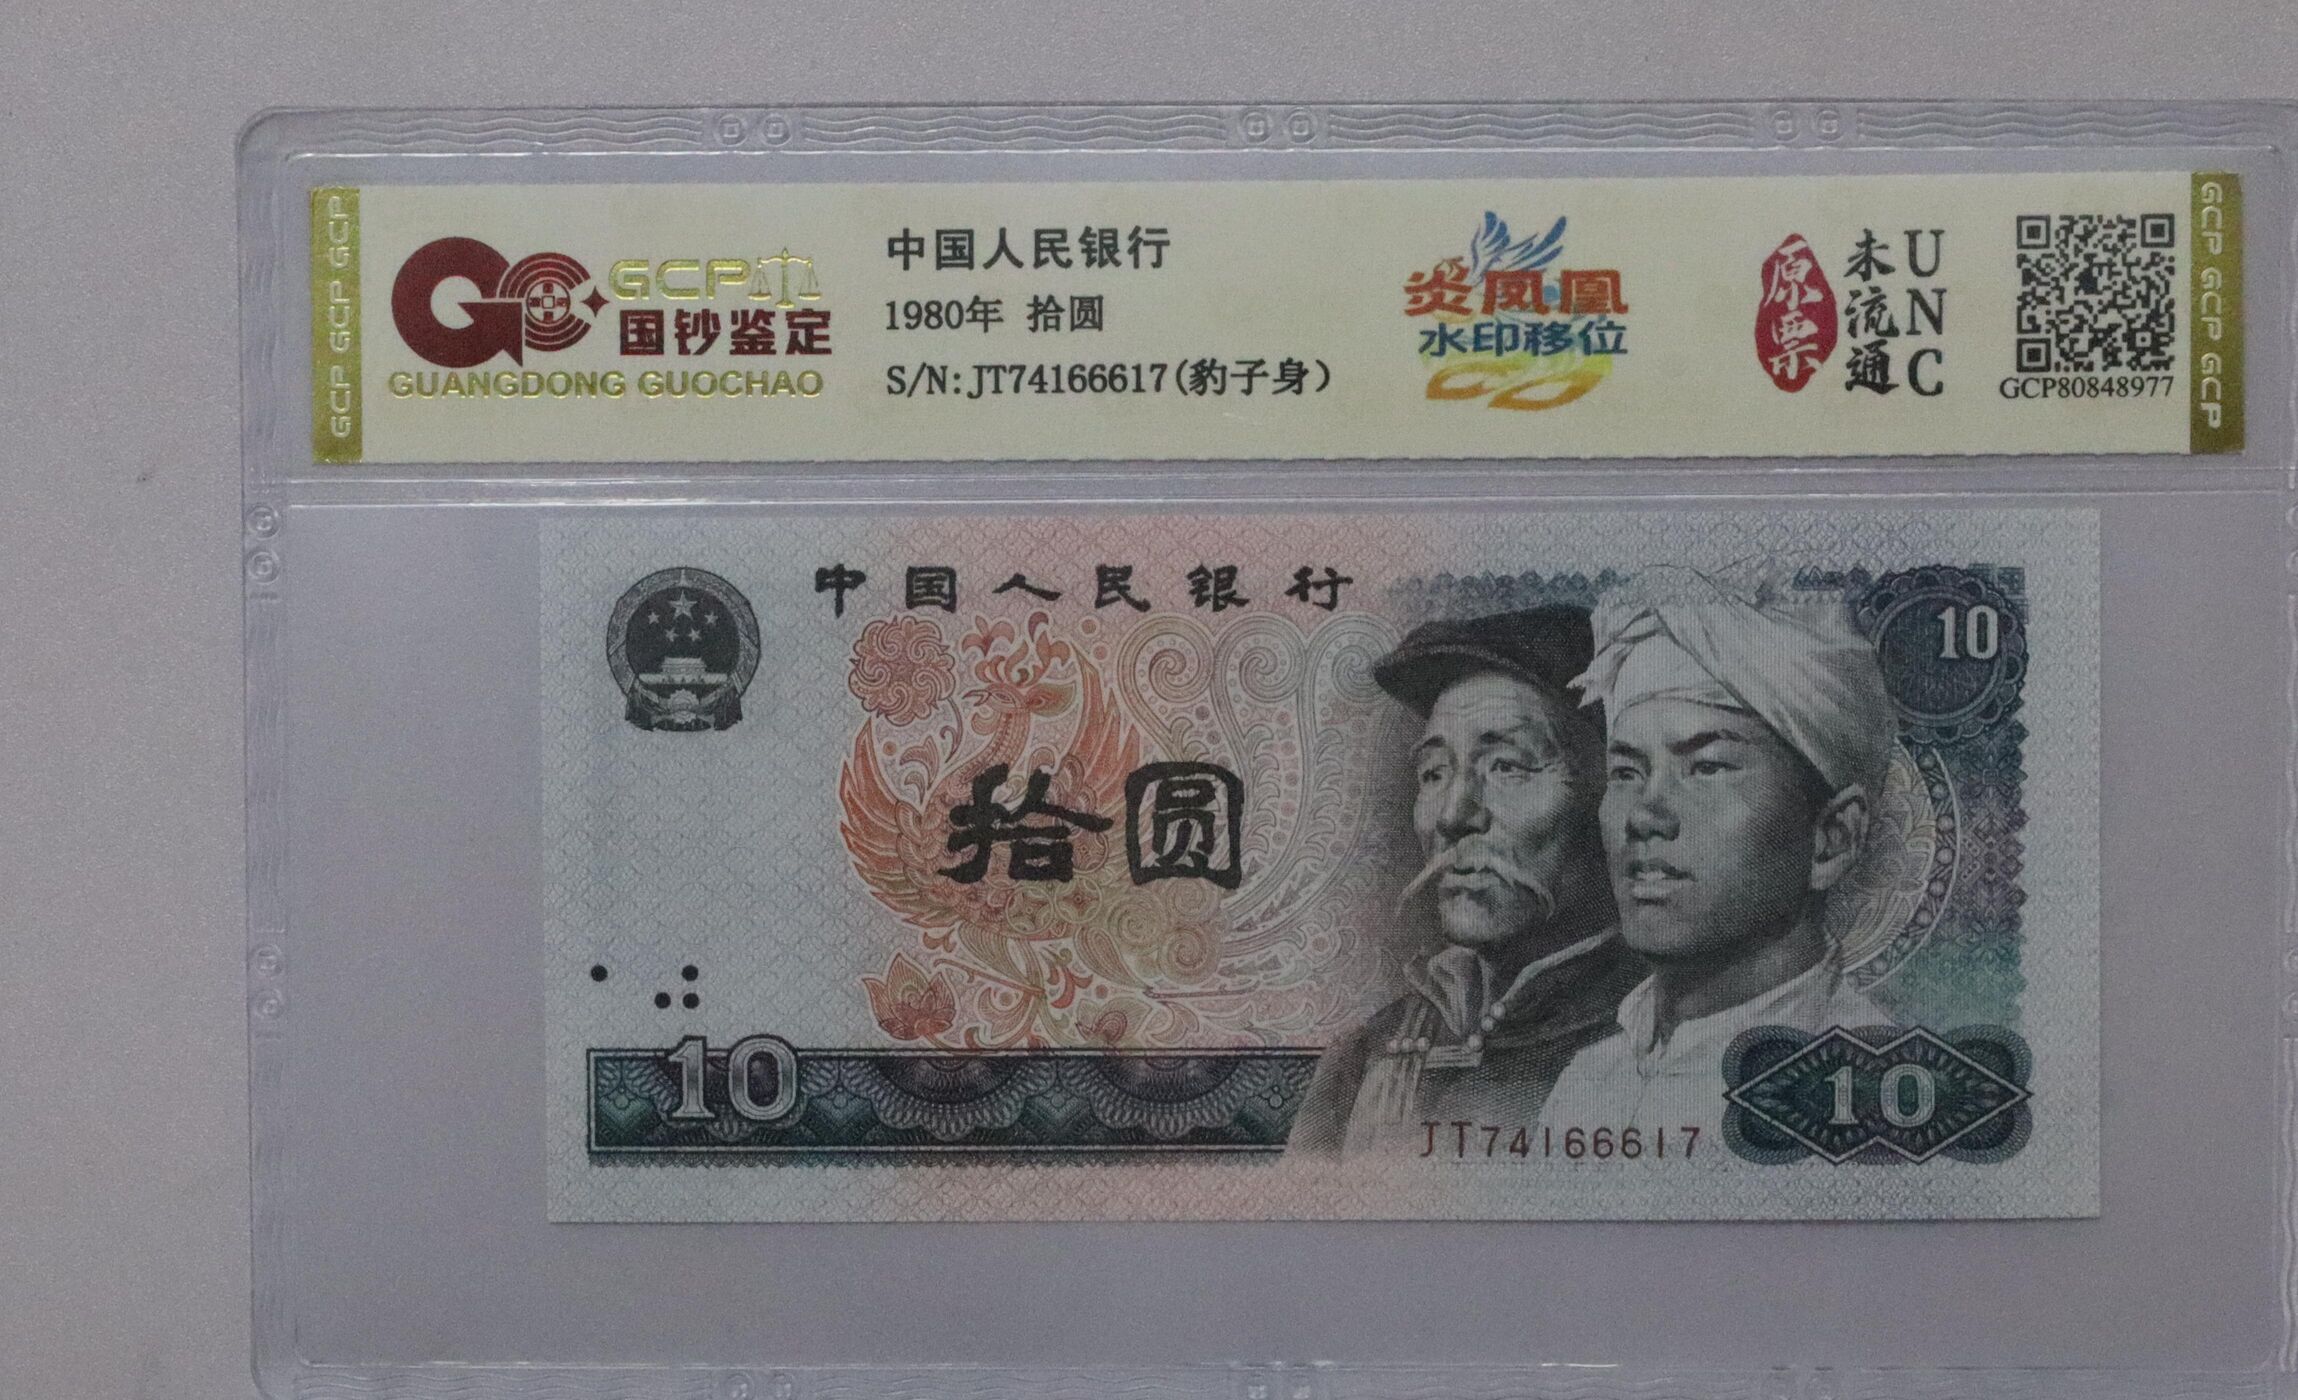 GCP GCP GCP
GCP
国钞鉴定
GUANGDONG GUOCHAO
中国人民银行
1980年 拾圆
S/N:JT74166617(豹子身)
炎凤凰
水印移位
原票
未流通
UNC
GCP80848977
GCP GCP GCP
中国人民银行
10
拾圆
10
JT74166617
10